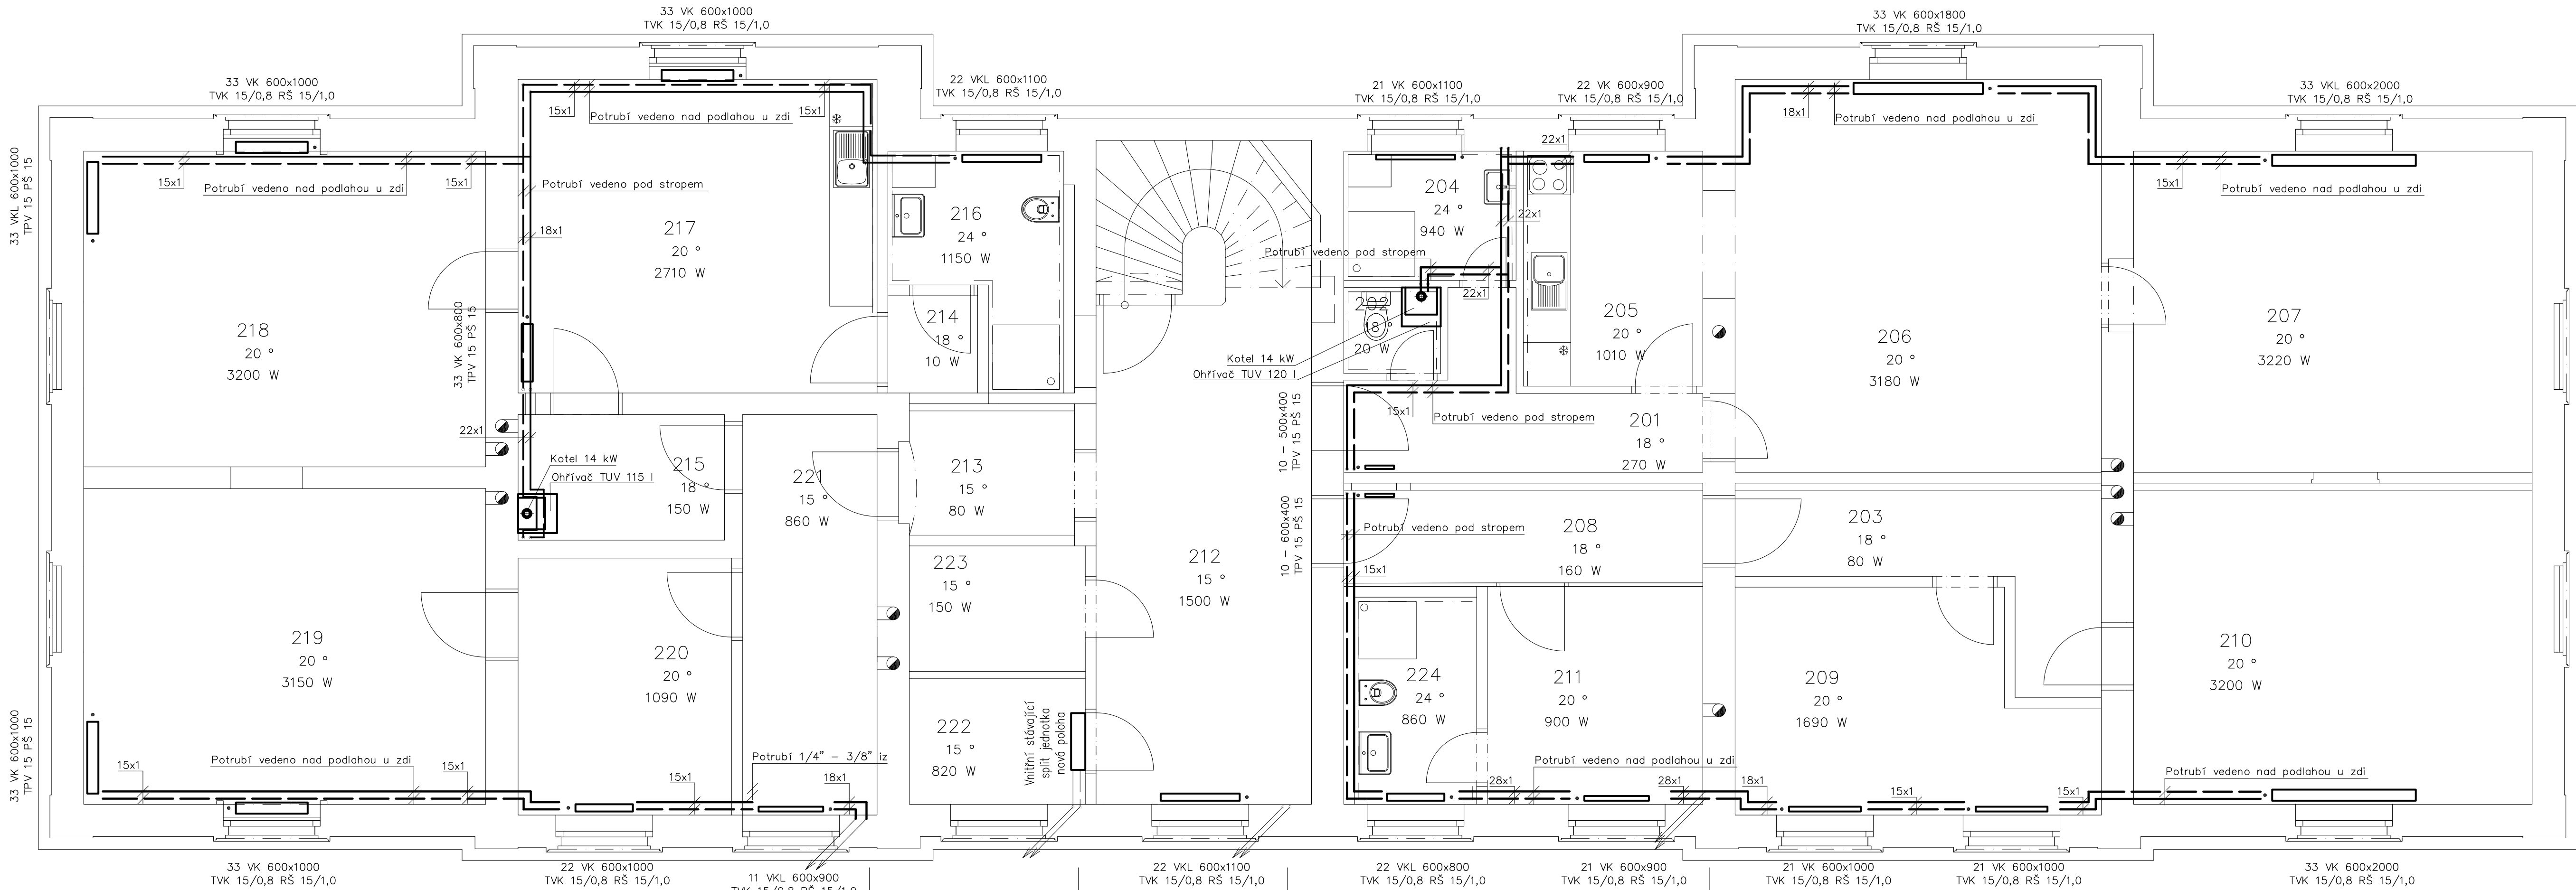 33 VK 600x1000
TVK 15/0,8 RŠ 15/1,0
33 VK 600x1000
TVK 15/0,8 RŠ 15/1,0
22 VKL 600x1100
TVK 15/0,8 RŠ 15/1,0
21 VK 600x1100
TVK 15/0,8 RŠ 15/1,0
22 VK 600x900
TVK 15/0,8 RŠ 15/1,0
33 VK 600x1800
TVK 15/0,8 RŠ 15/1,0
33 VKL 600x2000
TVK 15/0,8 RŠ 15/1,0
33 VKL 600x1000
TPV 15 PŠ 15
15x1
Potrubí vedeno nad podlahou u zdi
15x1
15x1
Potrubí vedeno nad podlahou u zdi
15x1
Potrubí vedeno pod stropem
18x1
22x1
18x1
Potrubí vedeno nad podlahou u zdi
15x1
Potrubí vedeno nad podlahou u zdi
218
20 °
3200 W
33 VK 600x800
TPV 15 PŠ 15
217
20 °
2710 W
216
24 °
1150 W
214
18 °
10 W
204
24 °
940 W
22x1
Potrubí vedeno pod stropem
22x1
202
18 °
20 W
Kotel 14 kW
Ohřívač TUV 120 l
205
20 °
1010 W
206
20 °
3180 W
207
20 °
3220 W
15x1
Potrubí vedeno pod stropem
201
18 °
270 W
10 – 500x400
TPV 15 PŠ 15
22x1
Kotel 14 kW
Ohřívač TUV 115 l
215
18 °
150 W
221
15 °
860 W
213
15 °
80 W
10 – 600x400
TPV 15 PŠ 15
Potrubí vedeno pod stropem
15x1
208
18 °
160 W
203
18 °
80 W
223
15 °
150 W
212
15 °
1500 W
219
20 °
3150 W
220
20 °
1090 W
222
15 °
820 W
Vnitřní stávající
split jednotka
nová poloha
224
24 °
860 W
211
20 °
900 W
209
20 °
1690 W
210
20 °
3200 W
33 VK 600x1000
TPV 15 PŠ 15
15x1
Potrubí vedeno nad podlahou u zdi
15x1
15x1
Potrubí 1/4" – 3/8" iz
18x1
28x1
Potrubí vedeno nad podlahou u zdi
28x1
18x1
15x1
15x1
Potrubí vedeno nad podlahou u zdi
33 VK 600x1000
TVK 15/0,8 RŠ 15/1,0
22 VK 600x1000
TVK 15/0,8 RŠ 15/1,0
11 VKL 600x900
TVK 15/0,8 RŠ 15/1,0
22 VKL 600x1100
TVK 15/0,8 RŠ 15/1,0
22 VKL 600x800
TVK 15/0,8 RŠ 15/1,0
21 VK 600x900
TVK 15/0,8 RŠ 15/1,0
21 VK 600x1000
TVK 15/0,8 RŠ 15/1,0
21 VK 600x1000
TVK 15/0,8 RŠ 15/1,0
33 VK 600x2000
TVK 15/0,8 RŠ 15/1,0